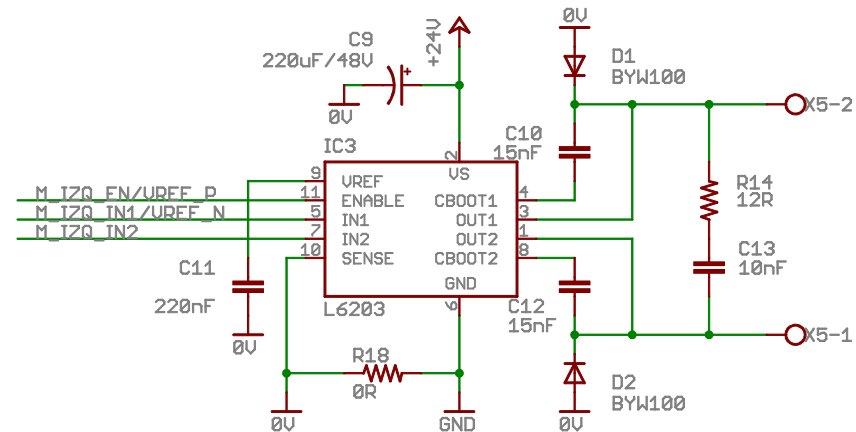 0V
C9
220uF/48V
+24V
D1
BYW100
0V
X5-2
IC3
C10
15nF
2
VS
9
VREF
M_IZQ_EN/VREF_P
11
ENABLE
CBOOT1
4
M_IZQ_IN1/VREF_N
5
IN1
OUT1
3
M_IZQ_IN2
7
IN2
OUT2
1
10
SENSE
CBOOT2
8
R14
12R
C11
220nF
GND
6
L6203
C12
15nF
C13
10nF
0V
X5-1
R18
0R
D2
BYW100
0V
GND
0V